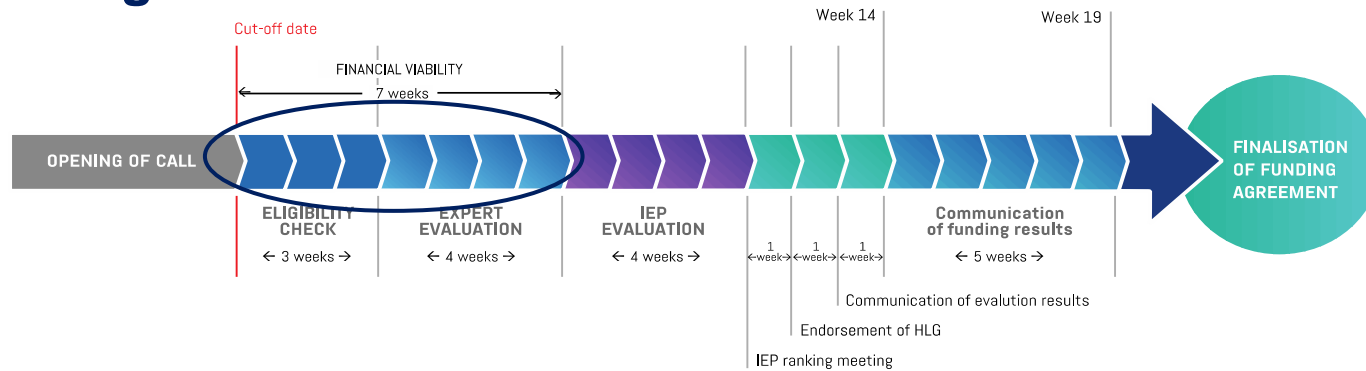 Week 14
Week 19
Cut-off date
FINANCIAL VIABILITY
7 weeks
OPENING OF CALL
FINALISATION
OF FUNDING
AGREEMENT
ELIGIBILITY
CHECK
← 3 weeks →
EXPERT
EVALUATION
← 4 weeks →
IEP
EVALUATION
← 4 weeks →
1
week
1
week
1
week
Communication
of funding results
← 5 weeks →
Communication of evalution results
Endorsement of HLG
IEP ranking meeting